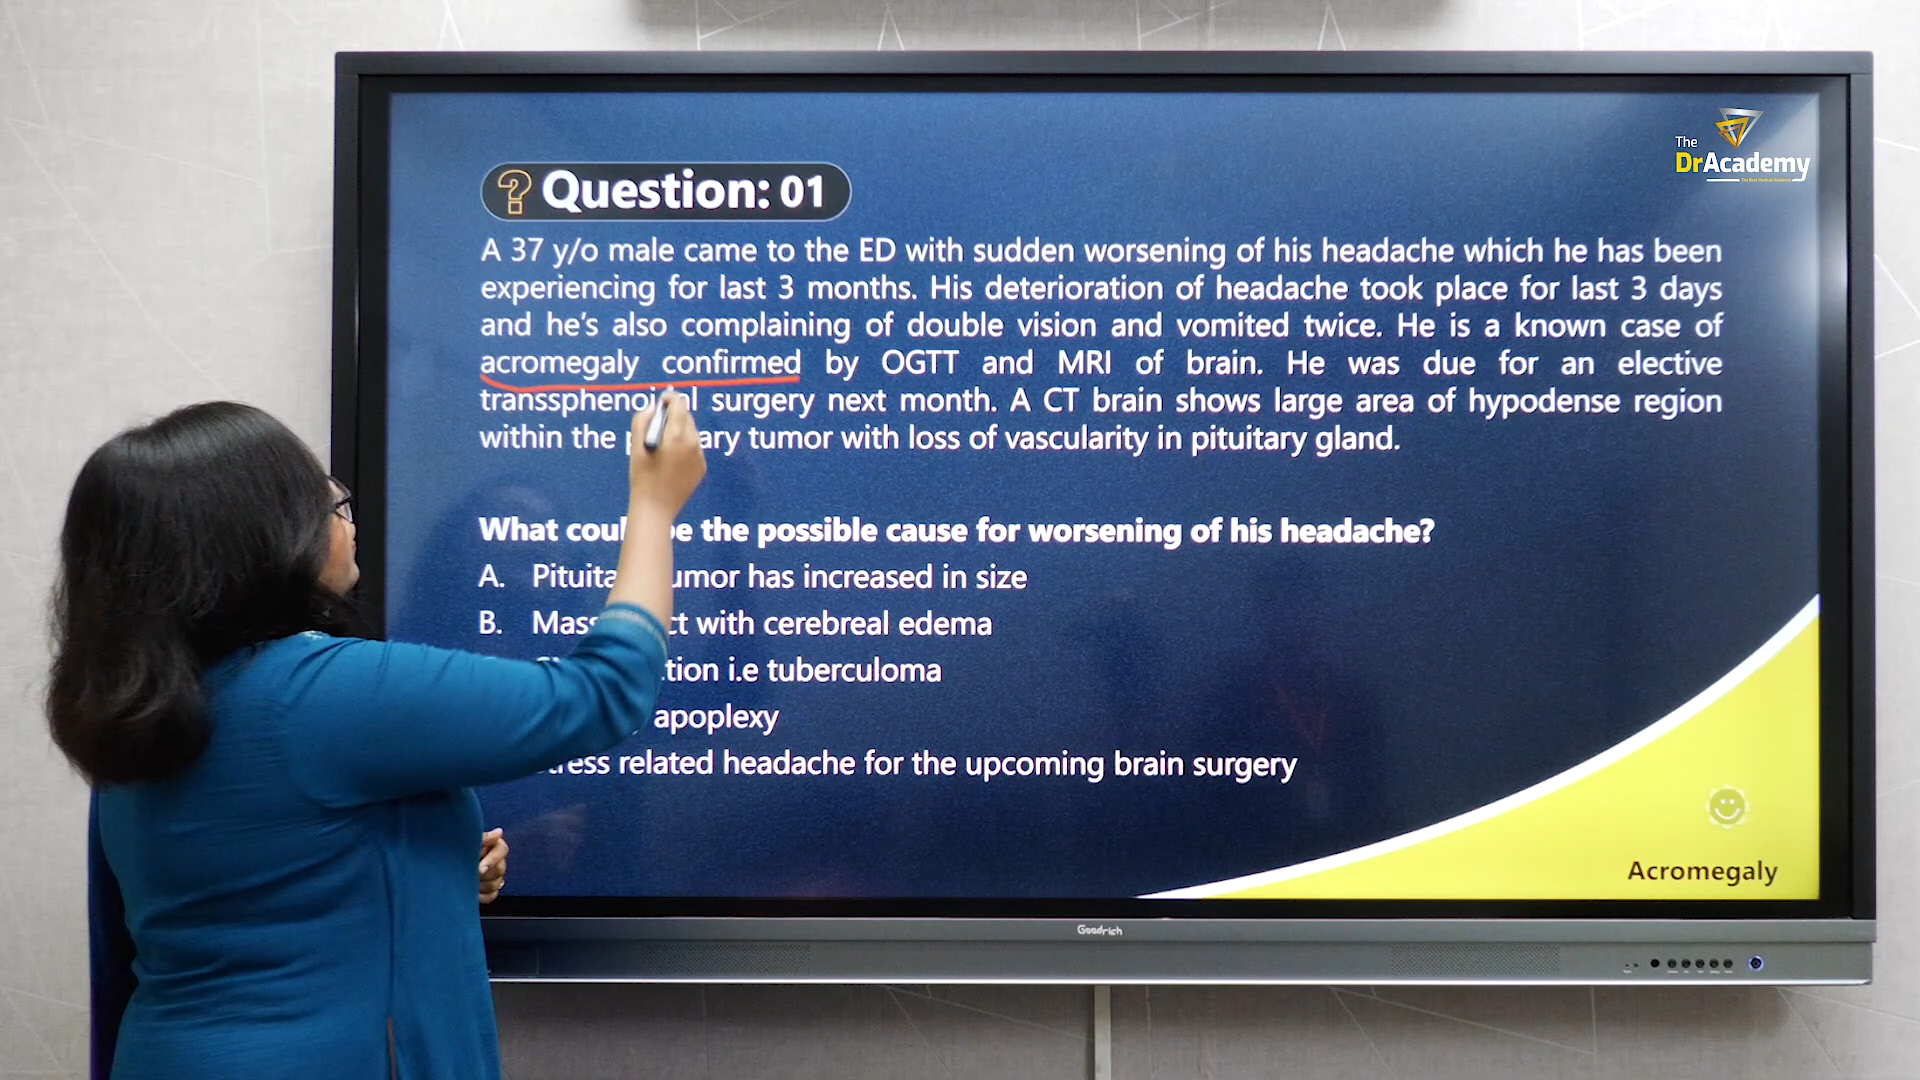 The
DrAcademy
Question: 01
A 37 y/o male came to the ED with sudden worsening of his headache which he has been
experiencing for last 3 months. His deterioration of headache took place for last 3 days
and he's also complaining of double vision and vomited twice. He is a known case of
acromegaly confirmed by OGTT and MRI of brain. He was due for an elective
surgery next month. A CT brain shows large area of hypodense region
within the tumor with loss of vascularity in pituitary gland.
What the possible cause for worsening of his headache?
A. has increased in size
B. with cerebreal edema
i.e tuberculoma
apoplexy
related headache for the upcoming brain surgery
Acromegaly
Goodrich